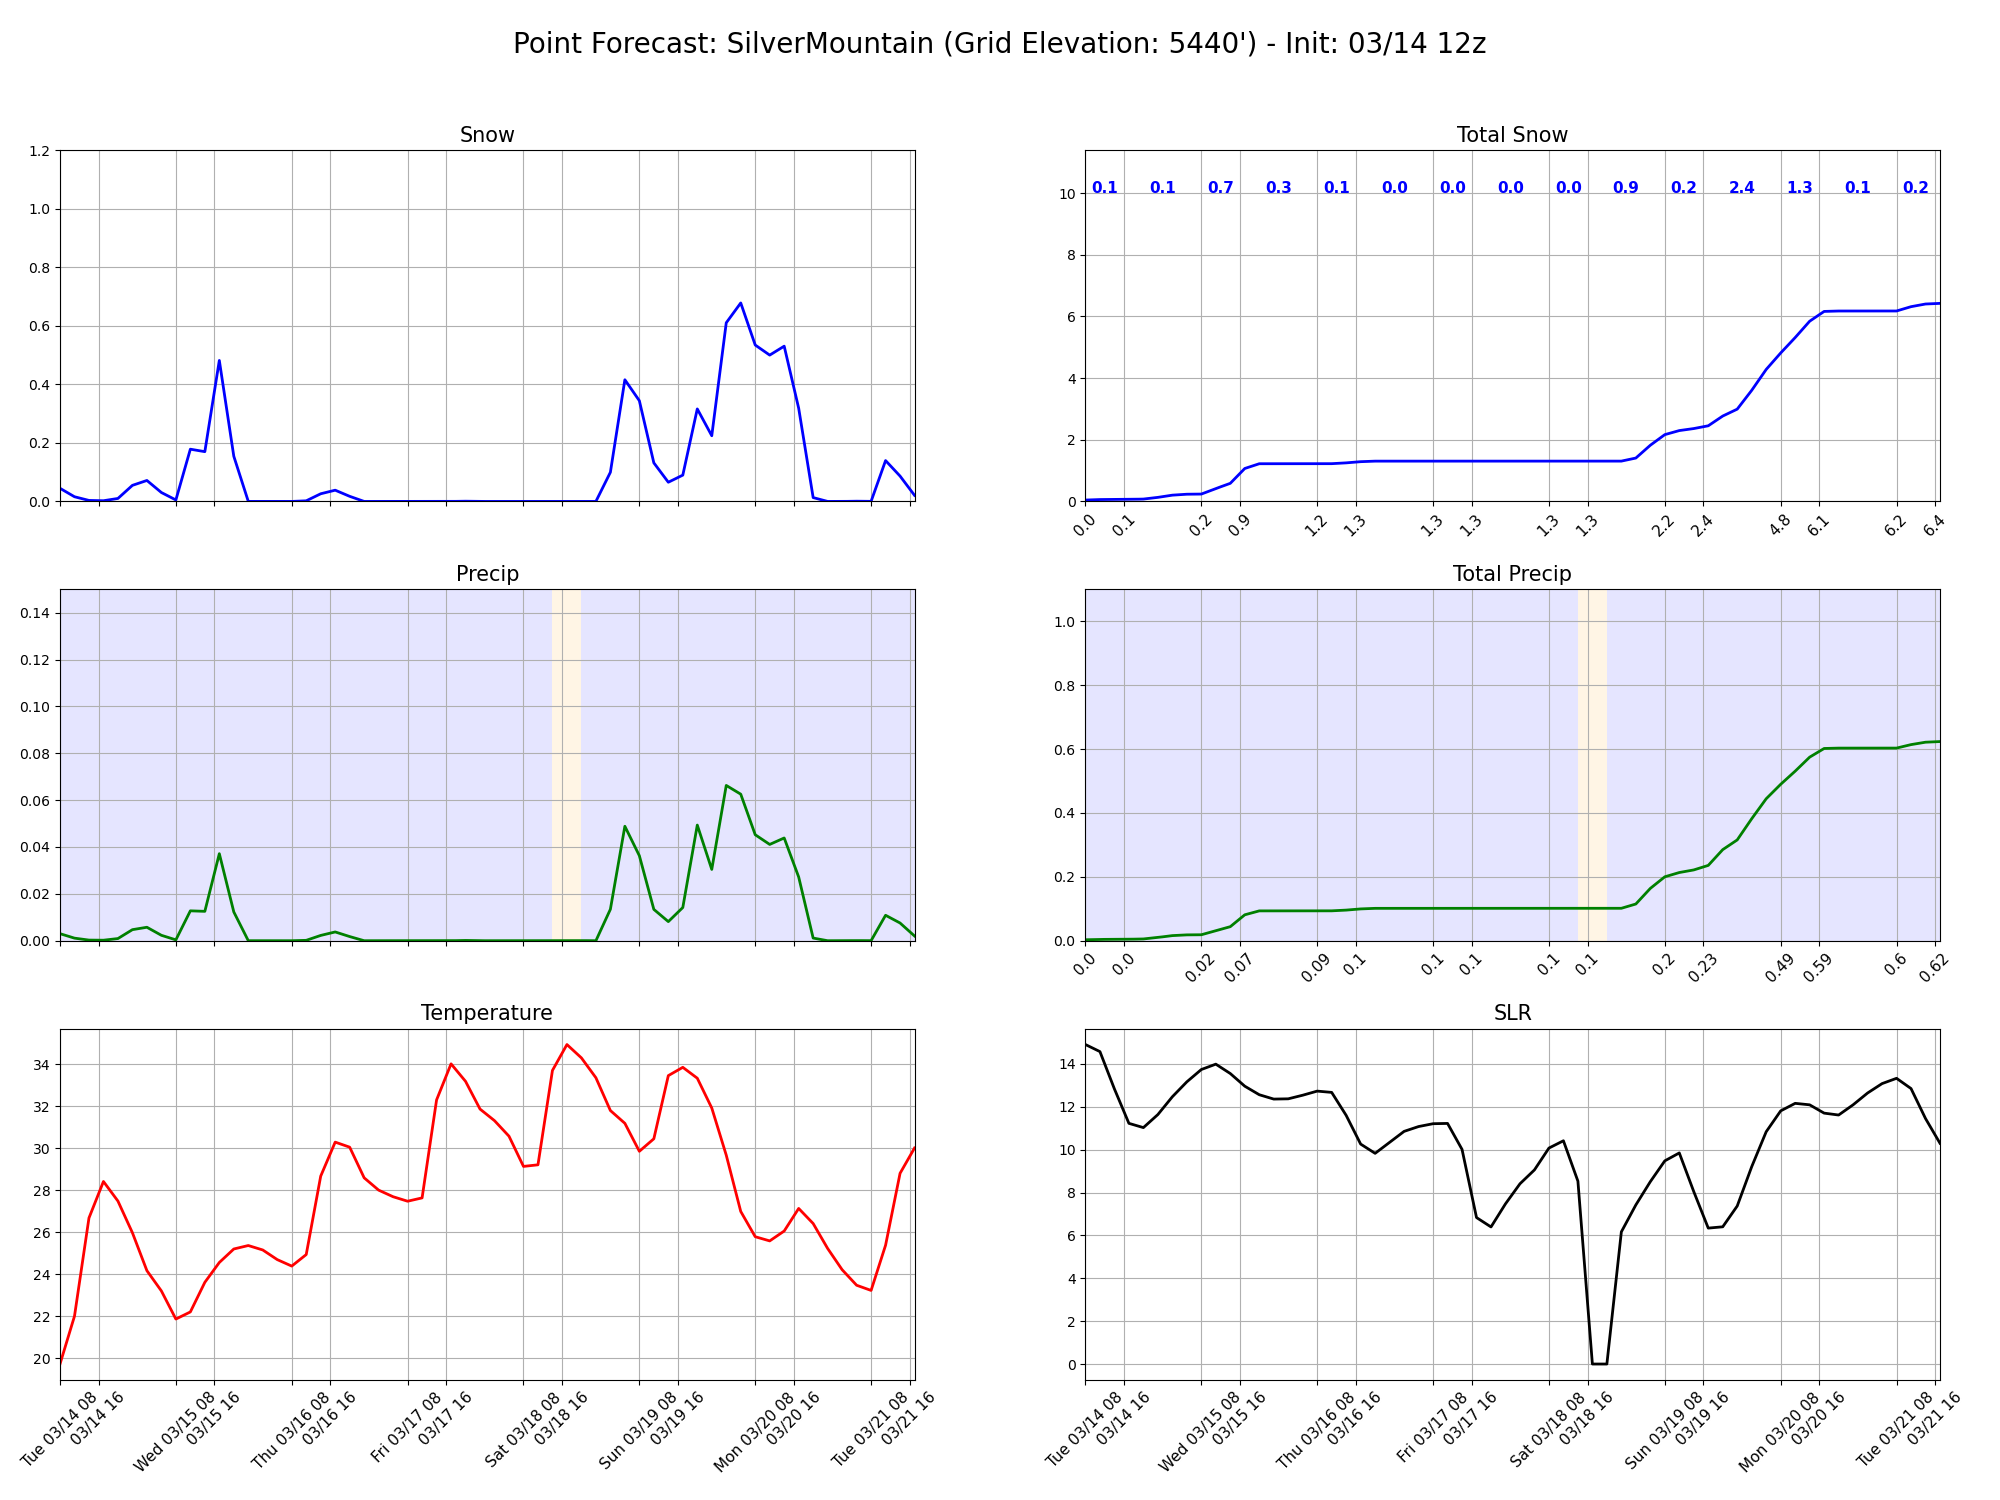 Point Forecast: SilverMountain (Grid Elevation: 5440') - Init: 03/14 12z
Snow
1.2
1.0
0.8
0.6
0.4
0.2
0.0
Total Snow
0.1 0.1 0.7 0.3 0.1 0.0 0.0 0.0 0.0 0.9 0.2 2.4 1.3 0.1 0.2
10
8
6
4
2
0
0.0 0.1 0.2 0.9 1.2 1.3 1.3 1.3 1.3 1.3 2.2 2.4 4.8 6.1 6.2 6.4
Precip
0.14
0.12
0.10
0.08
0.06
0.04
0.02
0.00
Total Precip
1.0
0.8
0.6
0.4
0.2
0.0
0.0 0.0 0.02 0.07 0.09 0.1 0.1 0.1 0.1 0.1 0.2 0.23 0.49 0.59 0.6 0.62
Temperature
34
32
30
28
26
24
22
20
Tue 03/14 08
03/14 16
Wed 03/15 08
03/15 16
Thu 03/16 08
03/16 16
Fri 03/17 08
03/17 16
Sat 03/18 08
03/18 16
Sun 03/19 08
03/19 16
Mon 03/20 08
03/20 16
Tue 03/21 08
03/21 16
SLR
14
12
10
8
6
4
2
0
Tue 03/14 08
03/14 16
Wed 03/15 08
03/15 16
Thu 03/16 08
03/16 16
Fri 03/17 08
03/17 16
Sat 03/18 08
03/18 16
Sun 03/19 08
03/19 16
Mon 03/20 08
03/20 16
Tue 03/21 08
03/21 16